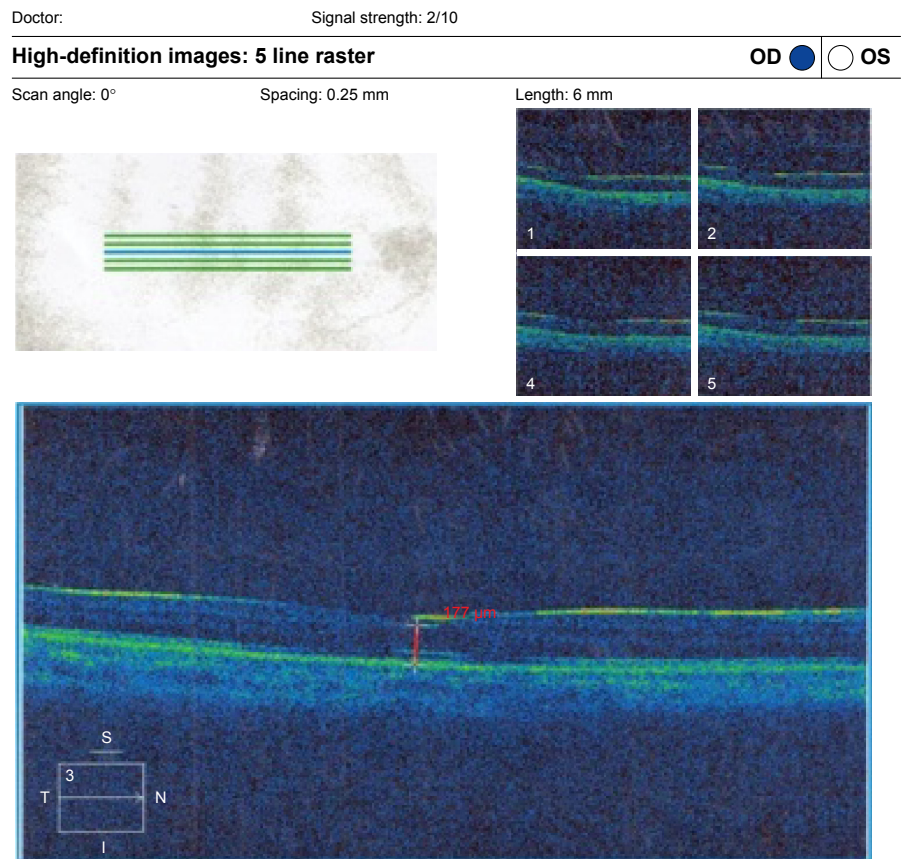 Doctor: Signal strength: 2/10
High-definition images: 5 line raster OD OS
Scan angle: 0° Spacing: 0.25 mm Length: 6 mm
1 2
4 5
177 µm
S
3
T N
I